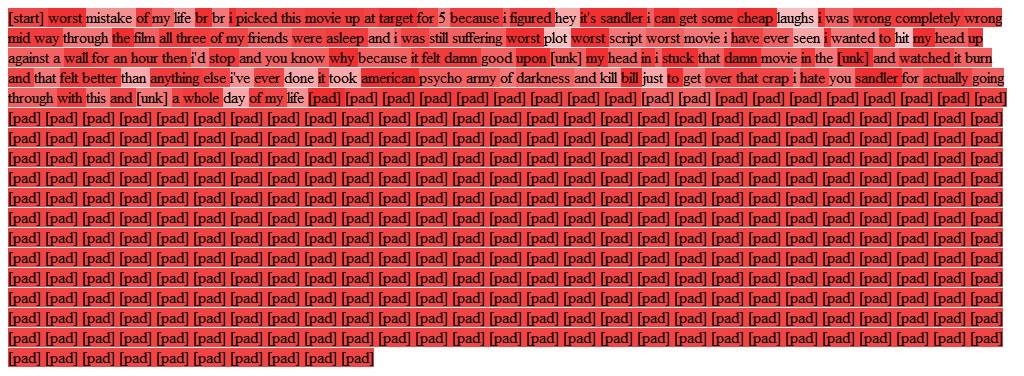 [start] worst mistake of my life br br i picked this movie up at target for 5 because i figured hey it's sandler i can get some cheap laughs i was wrong completely wrong
mid way through the film all three of my friends were asleep and i was still suffering worst plot worst script worst movie i have ever seen i wanted to hit my head up
against a wall for an hour then i'd stop and you know why because it felt damn good upon [unk] my head in i stuck that damn movie in the [unk] and watched it burn
and that felt better than anything else i've ever done it took american psycho army of darkness and kill bill just to get over that crap i hate you sandler for actually going
through with this and [unk] a whole day of my life [pad] [pad] [pad] [pad] [pad] [pad] [pad] [pad] [pad] [pad] [pad] [pad] [pad] [pad] [pad] [pad] [pad] [pad] [pad]
[pad] [pad] [pad] [pad] [pad] [pad] [pad] [pad] [pad] [pad] [pad] [pad] [pad] [pad] [pad] [pad] [pad] [pad] [pad] [pad] [pad] [pad] [pad] [pad] [pad] [pad] [pad]
[pad] [pad] [pad] [pad] [pad] [pad] [pad] [pad] [pad] [pad] [pad] [pad] [pad] [pad] [pad] [pad] [pad] [pad] [pad] [pad] [pad] [pad] [pad] [pad] [pad] [pad] [pad]
[pad] [pad] [pad] [pad] [pad] [pad] [pad] [pad] [pad] [pad] [pad] [pad] [pad] [pad] [pad] [pad] [pad] [pad] [pad] [pad] [pad] [pad] [pad] [pad] [pad] [pad] [pad]
[pad] [pad] [pad] [pad] [pad] [pad] [pad] [pad] [pad] [pad] [pad] [pad] [pad] [pad] [pad] [pad] [pad] [pad] [pad] [pad] [pad] [pad] [pad] [pad] [pad] [pad] [pad]
[pad] [pad] [pad] [pad] [pad] [pad] [pad] [pad] [pad] [pad] [pad] [pad] [pad] [pad] [pad] [pad] [pad] [pad] [pad] [pad] [pad] [pad] [pad] [pad] [pad] [pad] [pad]
[pad] [pad] [pad] [pad] [pad] [pad] [pad] [pad] [pad] [pad] [pad] [pad] [pad] [pad] [pad] [pad] [pad] [pad] [pad] [pad] [pad] [pad] [pad] [pad] [pad] [pad] [pad]
[pad] [pad] [pad] [pad] [pad] [pad] [pad] [pad] [pad] [pad] [pad] [pad] [pad] [pad] [pad] [pad] [pad] [pad] [pad] [pad] [pad] [pad] [pad] [pad] [pad] [pad] [pad]
[pad] [pad] [pad] [pad] [pad] [pad] [pad] [pad] [pad] [pad] [pad] [pad] [pad] [pad] [pad] [pad] [pad] [pad] [pad] [pad] [pad] [pad] [pad] [pad] [pad] [pad] [pad]
[pad] [pad] [pad] [pad] [pad] [pad] [pad] [pad] [pad] [pad] [pad] [pad] [pad] [pad] [pad] [pad] [pad] [pad] [pad] [pad] [pad] [pad] [pad] [pad] [pad] [pad] [pad]
[pad] [pad] [pad] [pad] [pad] [pad] [pad] [pad] [pad] [pad] [pad] [pad] [pad] [pad] [pad] [pad] [pad] [pad] [pad] [pad] [pad] [pad] [pad] [pad] [pad] [pad] [pad]
[pad] [pad] [pad] [pad] [pad] [pad] [pad] [pad] [pad] [pad] [pad] [pad] [pad] [pad] [pad] [pad] [pad] [pad] [pad] [pad] [pad] [pad] [pad] [pad] [pad] [pad] [pad]
[pad] [pad] [pad] [pad] [pad] [pad] [pad] [pad] [pad] [pad] [pad] [pad] [pad] [pad] [pad] [pad] [pad] [pad] [pad] [pad] [pad] [pad] [pad] [pad] [pad] [pad] [pad]
[pad] [pad] [pad] [pad] [pad] [pad] [pad] [pad] [pad] [pad]